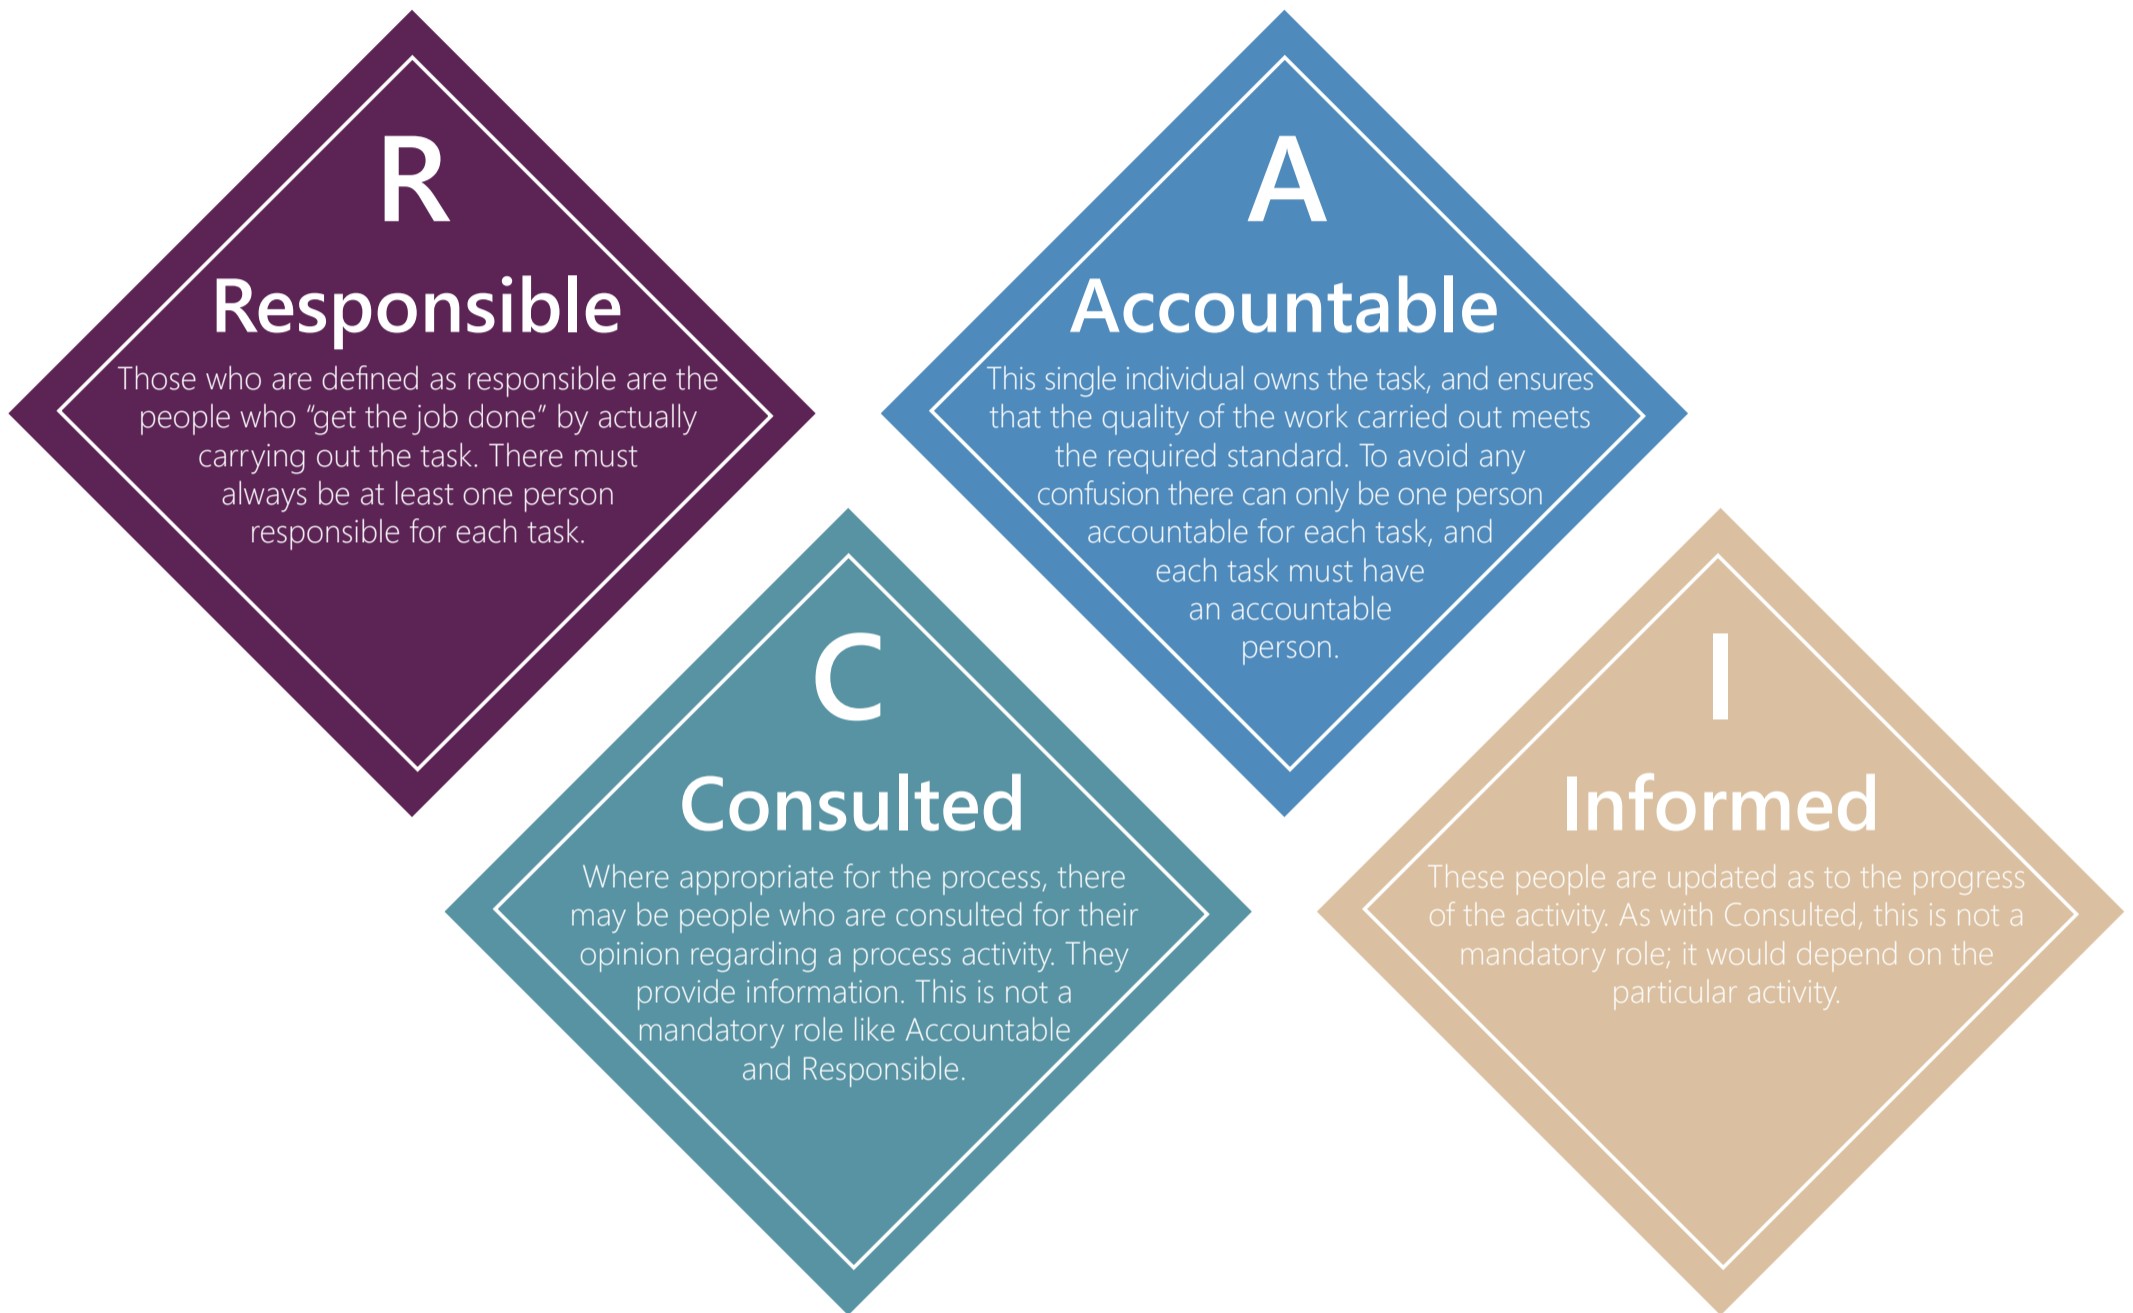 R
Responsible
Those who are defined as responsible are the
people who “get the job done” by actually
carrying out the task. There must
always be at least one person
responsible for each task.
A
Accountable
This single individual owns the task, and ensures
that the quality of the work carried out meets
the required standard. To avoid any
confusion there can only be one person
accountable for each task, and
each task must have
an accountable
person.
C
Consulted
Where appropriate for the process, there
may be people who are consulted for their
opinion regarding a process activity. They
provide information. This is not a
mandatory role like Accountable
and Responsible.
I
Informed
These people are updated as to the progress
of the activity. As with Consulted, this is not a
mandatory role; it would depend on the
particular activity.